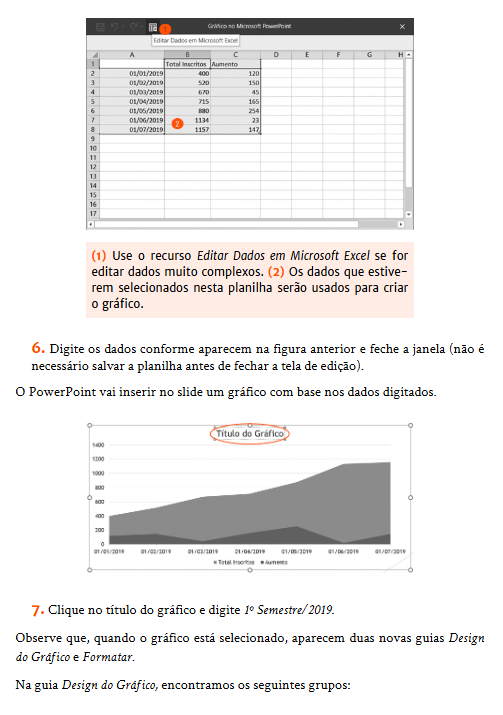 Gráfico no Microsoft PowerPoint
1
Editar Dados em Microsoft Excel
A B C D E F G H
1 Total Inscritos Aumento
2 01/01/2019 400 120
3 01/02/2019 520 150
4 01/03/2019 670 45
5 01/04/2019 715 165
6 01/05/2019 880 254
7 01/06/2019 2 1134 23
8 01/07/2019 1157 147
9
10
11
12
13
14
15
16
17
(1) Use o recurso Editar Dados em Microsoft Excel se for
editar dados muito complexos. (2) Os dados que estive-
rem selecionados nesta planilha serão usados para criar
o gráfico.
6. Digite os dados conforme aparecem na figura anterior e feche a janela (não é
necessário salvar a planilha antes de fechar a tela de edição).
O PowerPoint vai inserir no slide um gráfico com base nos dados digitados.
Título do Gráfico
1400
1200
1000
800
600
400
200
0
01/01/2019 01/02/2019 01/03/2019 01/04/2019 01/05/2019 01/06/2019 01/07/2019
Total Inscritos Aumento
7. Clique no título do gráfico e digite 1º Semestre/2019.
Observe que, quando o gráfico está selecionado, aparecem duas novas guias Design
do Gráfico e Formatar.
Na guia Design do Gráfico, encontramos os seguintes grupos: